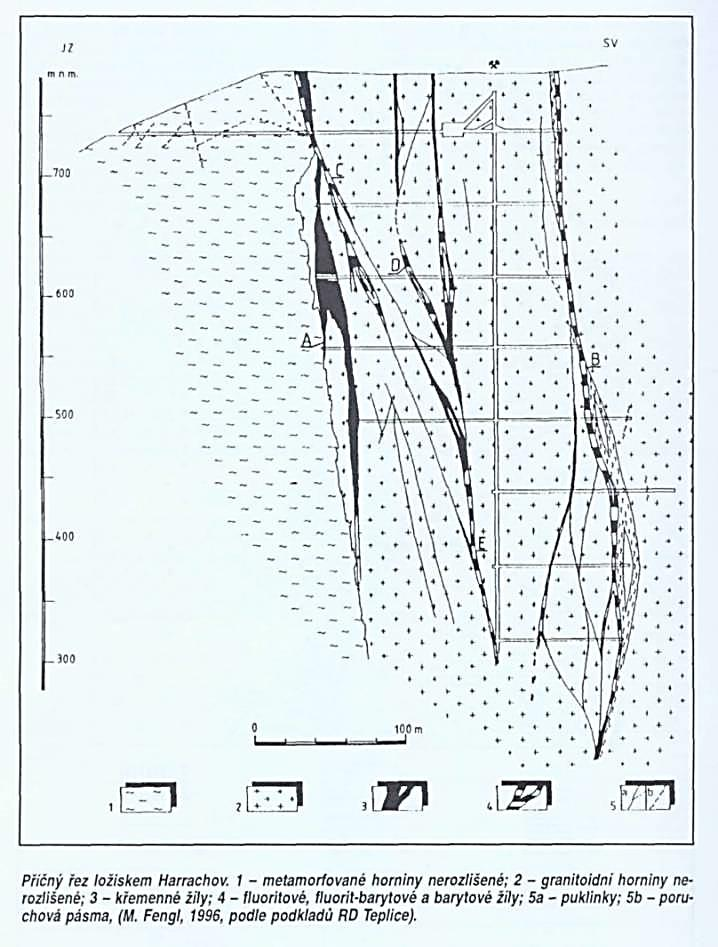 JZ
SV
m n m.
700
C
600
D
A
B
500
400
E
300
0 100 m
1 2 3 4 5 a b
Příčný řez ložiskem Harrachov. 1 – metamorfované horniny nerozlišené; 2 – granitoidní horniny ne-
rozlišené; 3 – křemenné žíly; 4 – fluoritové, fluorit-barytové a barytové žíly; 5a – puklinky; 5b – poru-
chová pásma, (M. Fengl, 1996, podle podkladů RD Teplice).